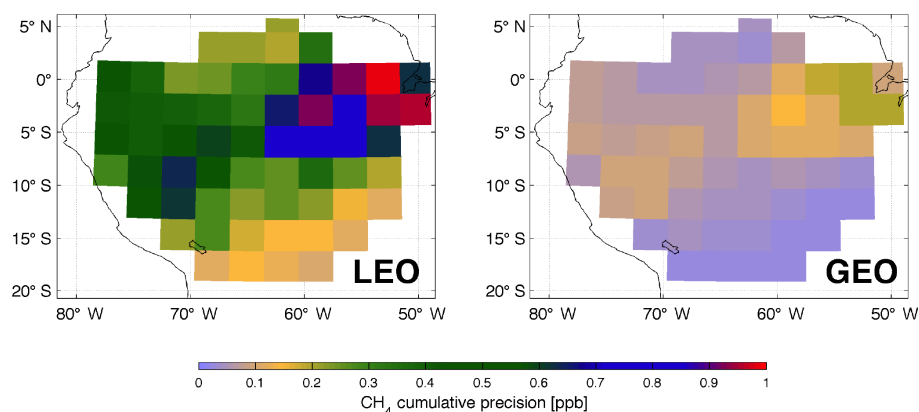 5° N
0°
5° S
10° S
15° S
20° S
80° W
70° W
60° W
50° W
LEO
5° N
0°
5° S
10° S
15° S
20° S
80° W
70° W
60° W
50° W
GEO
0 0.1 0.2 0.3 0.4 0.5 0.6 0.7 0.8 0.9 1
CH₄ cumulative precision [ppb]